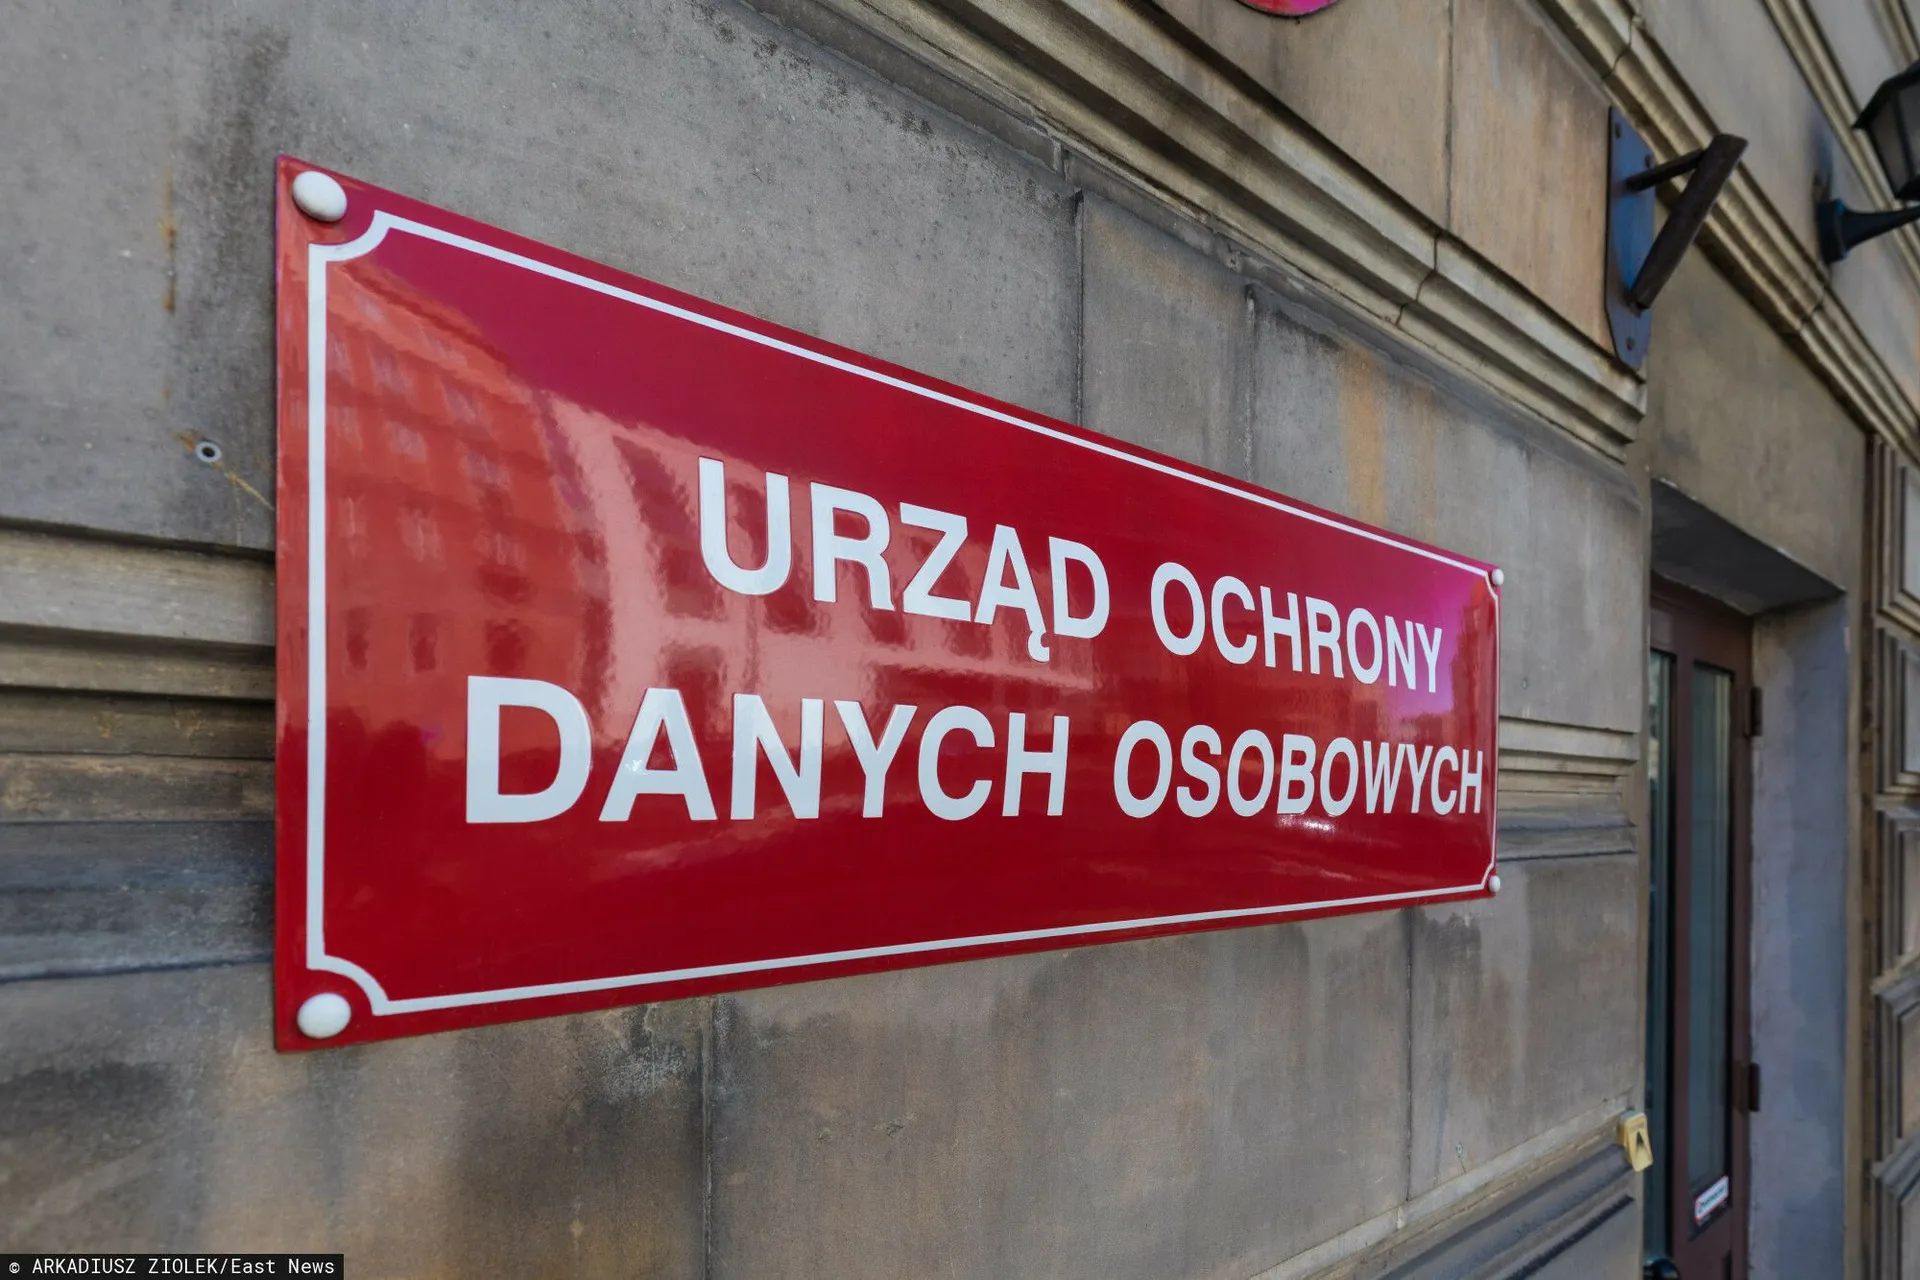 URZĄD OCHRONY
DANYCH OSOBOWYCH
© ARKADIUSZ ZIOLEK/East News